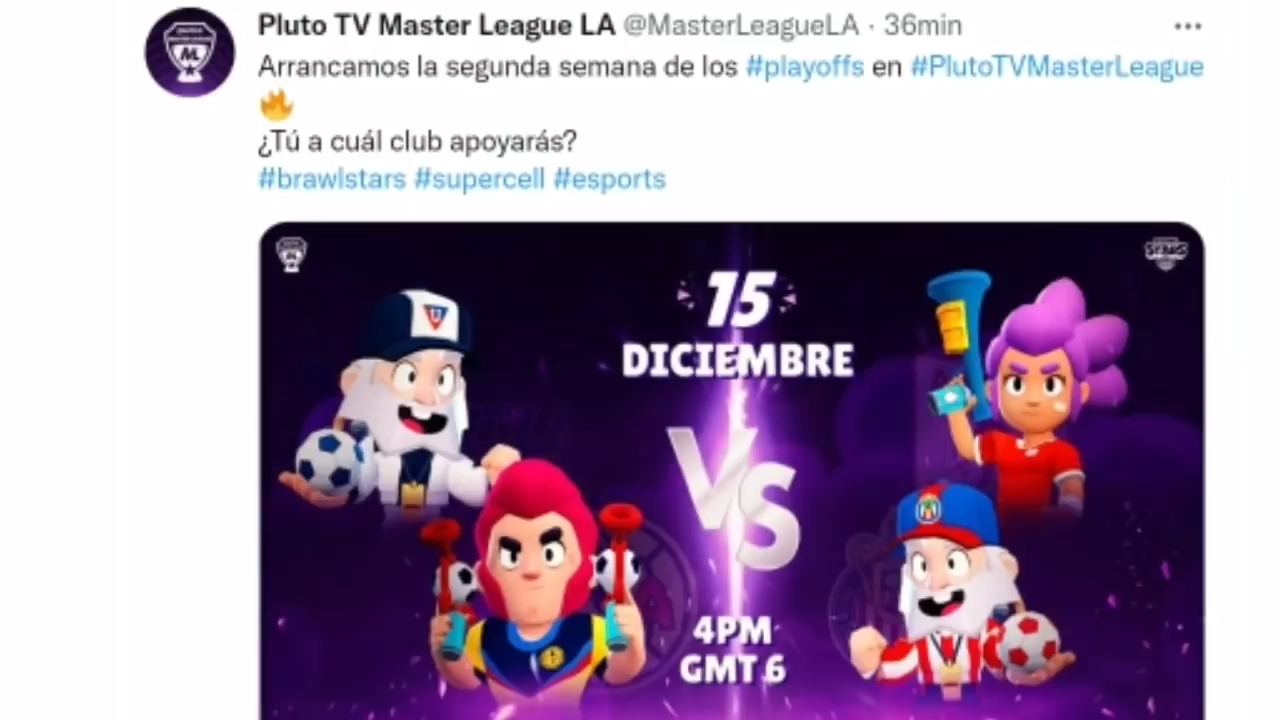 Pluto TV Master League LA @MasterLeagueLA · 36min
Arrancamos la segunda semana de los #playoffs en #PlutoTVMasterLeague
🔥
¿Tú a cuál club apoyarás?
#brawlstars #supercell #esports
15
DICIEMBRE
VS
4PM
GMT 6